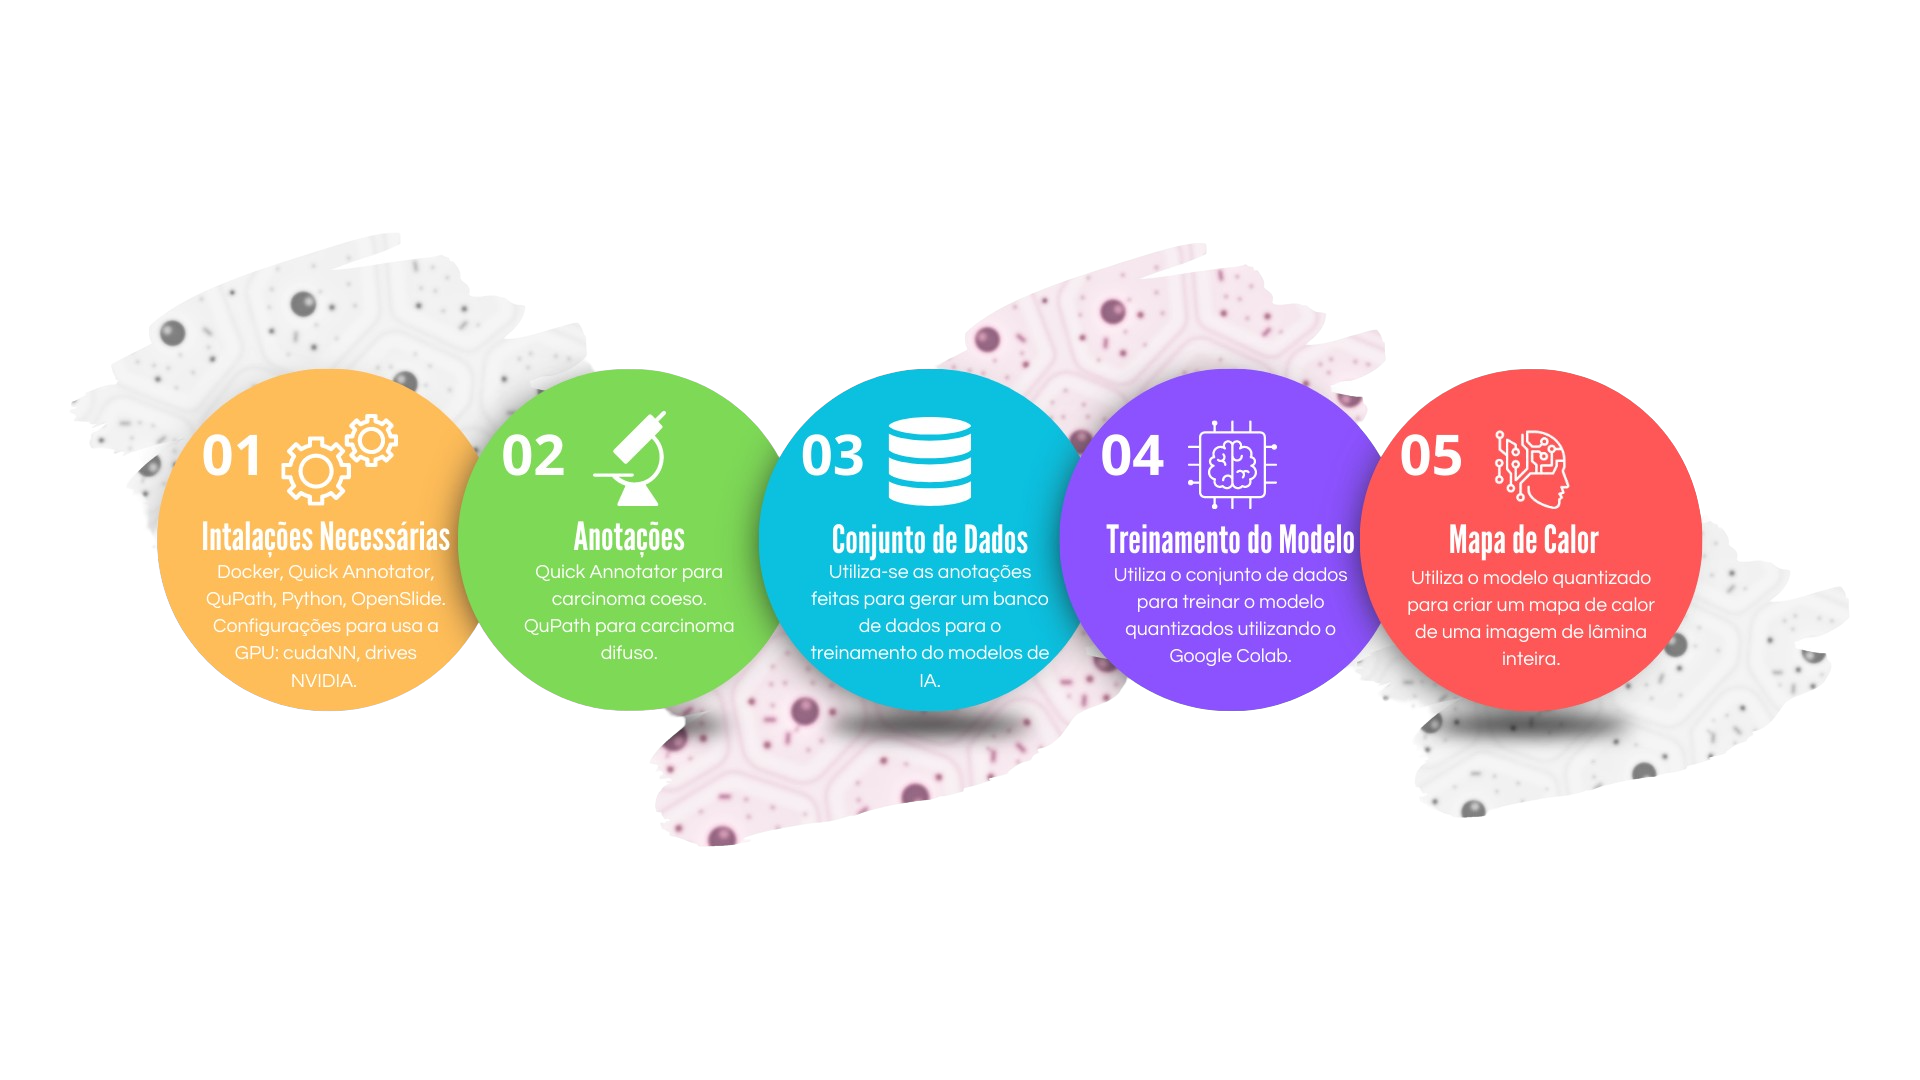 01
Intalações Necessárias
Docker, Quick Annotator,
QuPath, Python, OpenSlide.
Configurações para usa a
GPU: cudaNN, drives
NVIDIA.
02
Anotações
Quick Annotator para
carcinoma coeso.
QuPath para carcinoma
difuso.
03
Conjunto de Dados
Utiliza-se as anotações
feitas para gerar um banco
de dados para o
treinamento do modelos de
IA.
04
Treinamento do Modelo
Utiliza o conjunto de dados
para treinar o modelo
quantizados utilizando o
Google Colab.
05
Mapa de Calor
Utiliza o modelo quantizado
para criar um mapa de calor
de uma imagem de lâmina
inteira.